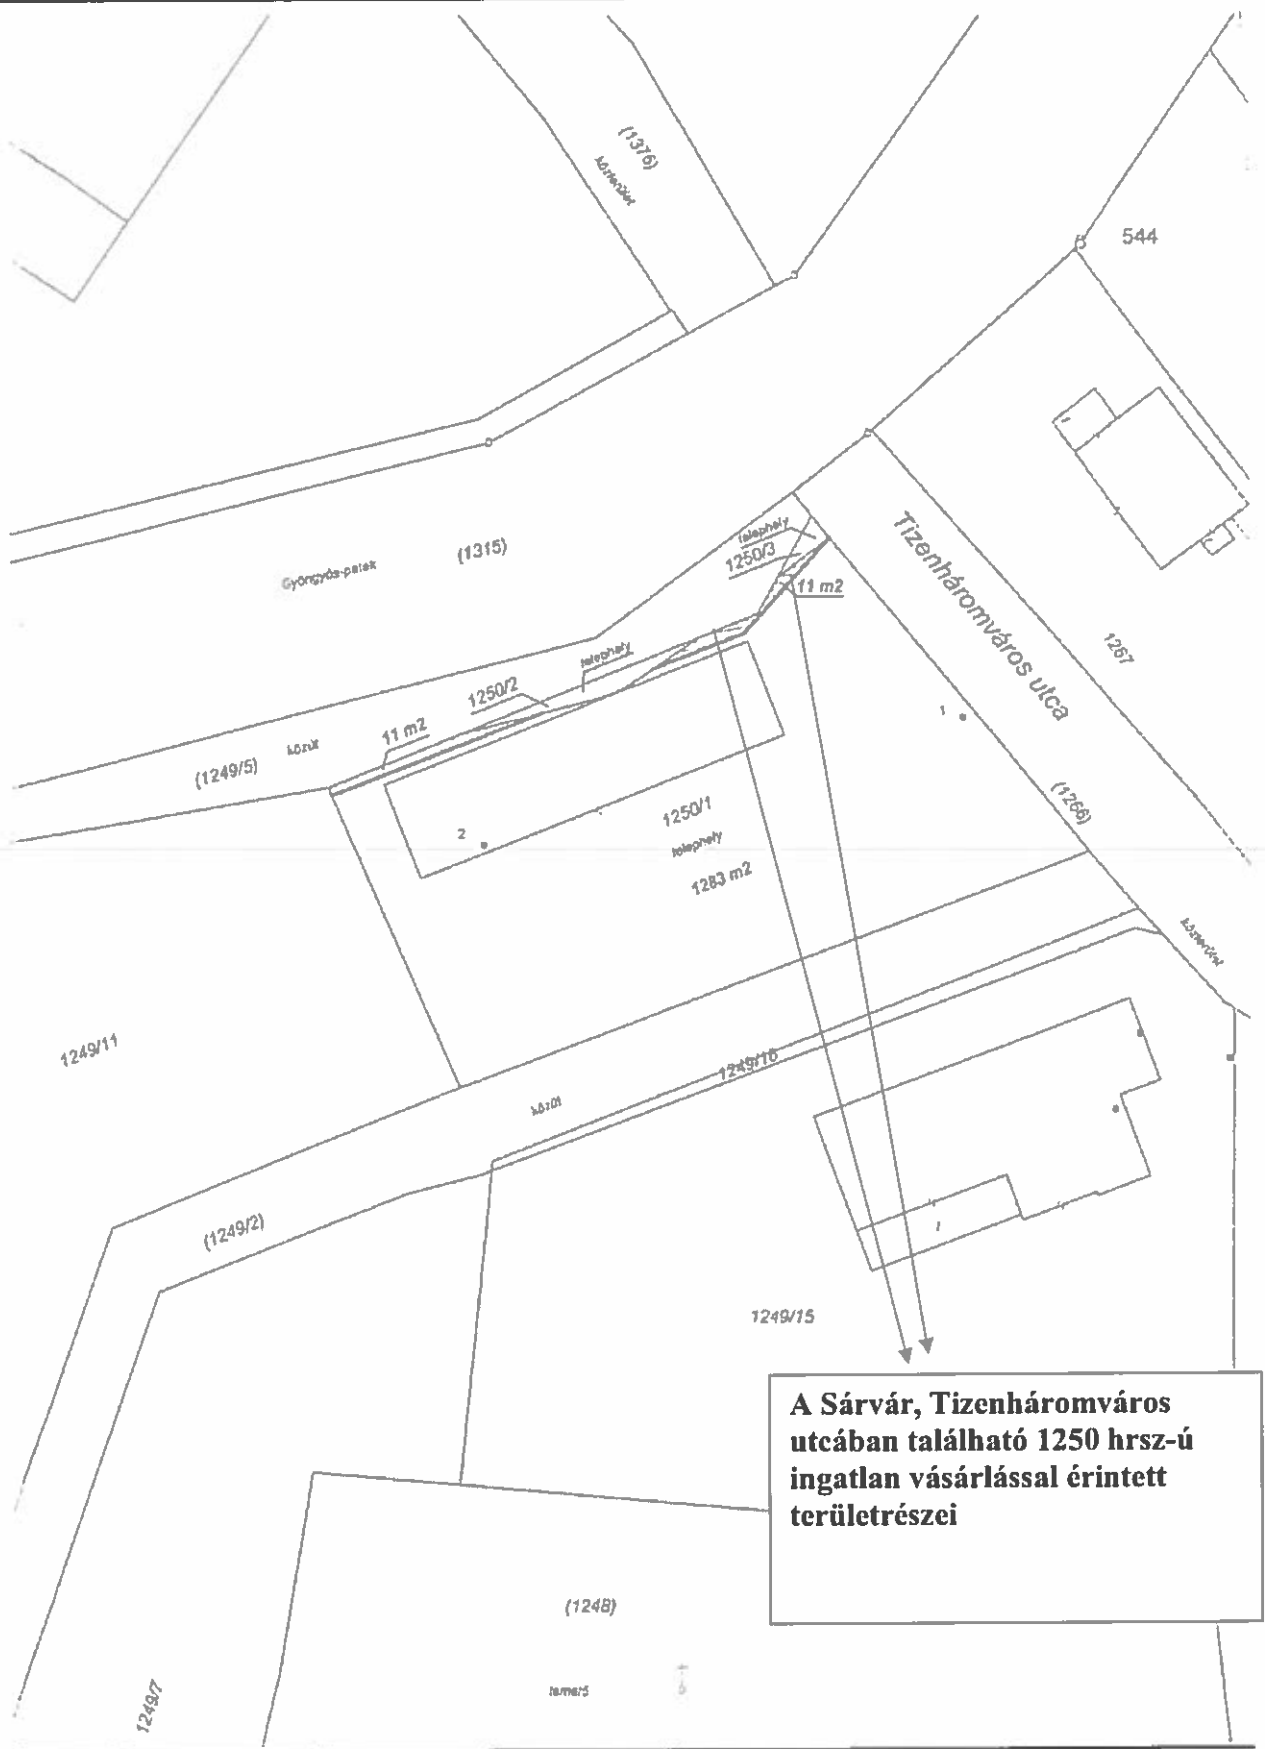 (1376)
közterület
544
(1315)
Gyöngyös-patak
telephely
1250/3
11 m2
Tizenháromváros utca
1267
telephely
1250/2
11 m2
közút
(1249/5)
1
(1266)
1250/1
telephely
1283 m2
2
közterület
1249/11
1249/16
közút
(1249/2)
1249/15
A Sárvár, Tizenháromváros
utcában található 1250 hrsz-ú
ingatlan vásárlással érintett
területrészei
(1248)
temető
1249/7